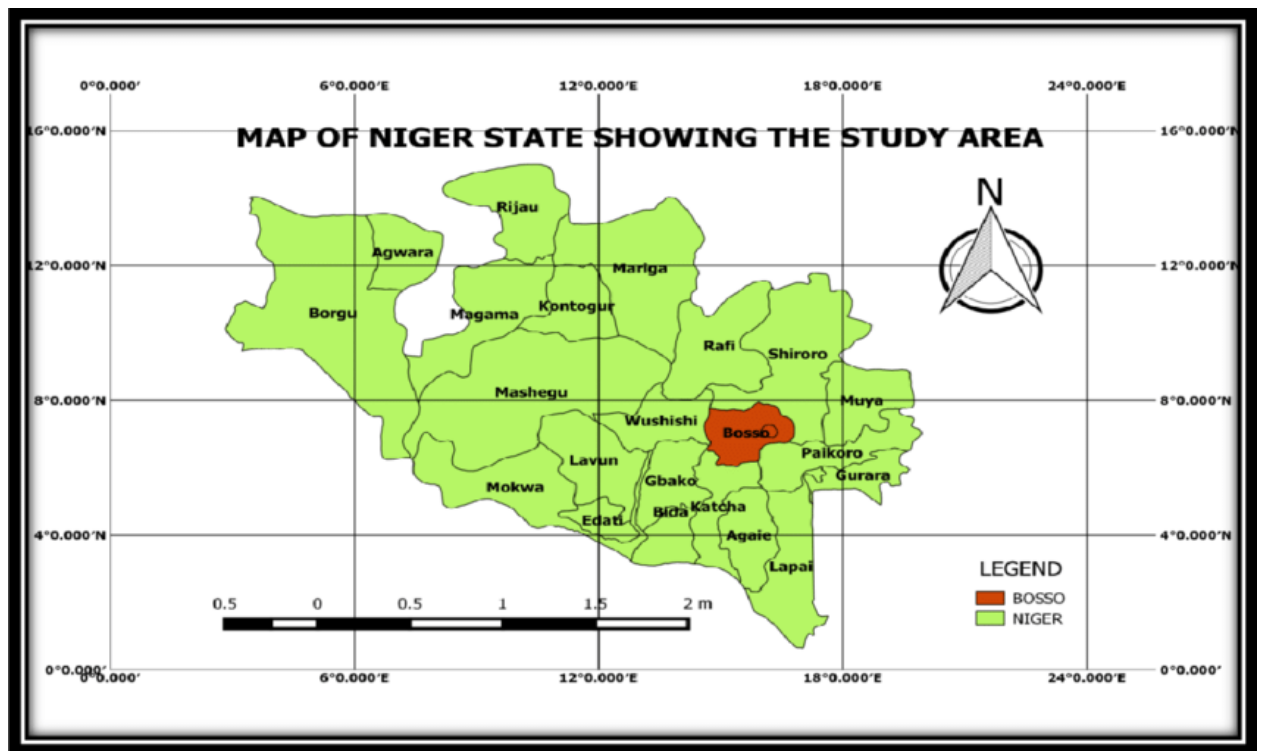 0°0.000' 6°0.000'E 12°0.000'E 18°0.000'E 24°0.000'E
16°0.000'N 16°0.000'N
MAP OF NIGER STATE SHOWING THE STUDY AREA
N
Rijau
Agwara
12°0.000'N Mariga 12°0.000'N
Borgu Magama Kontogur
Rafi
Shiroro
Mashegu
8°0.000'N Muya 8°0.000'N
Wushishi
Bosso
Paikoro
Lavun
Gurara
Mokwa Gbako
Bida Katcha
Edati
4°0.000'N Agaie 4°0.000'N
Lapai
LEGEND
BOSSO
NIGER
0.5 0 0.5 1 1.5 2 m
0°0.000' 0°0.000'
0°0.000' 6°0.000'E 12°0.000'E 18°0.000'E 24°0.000'E